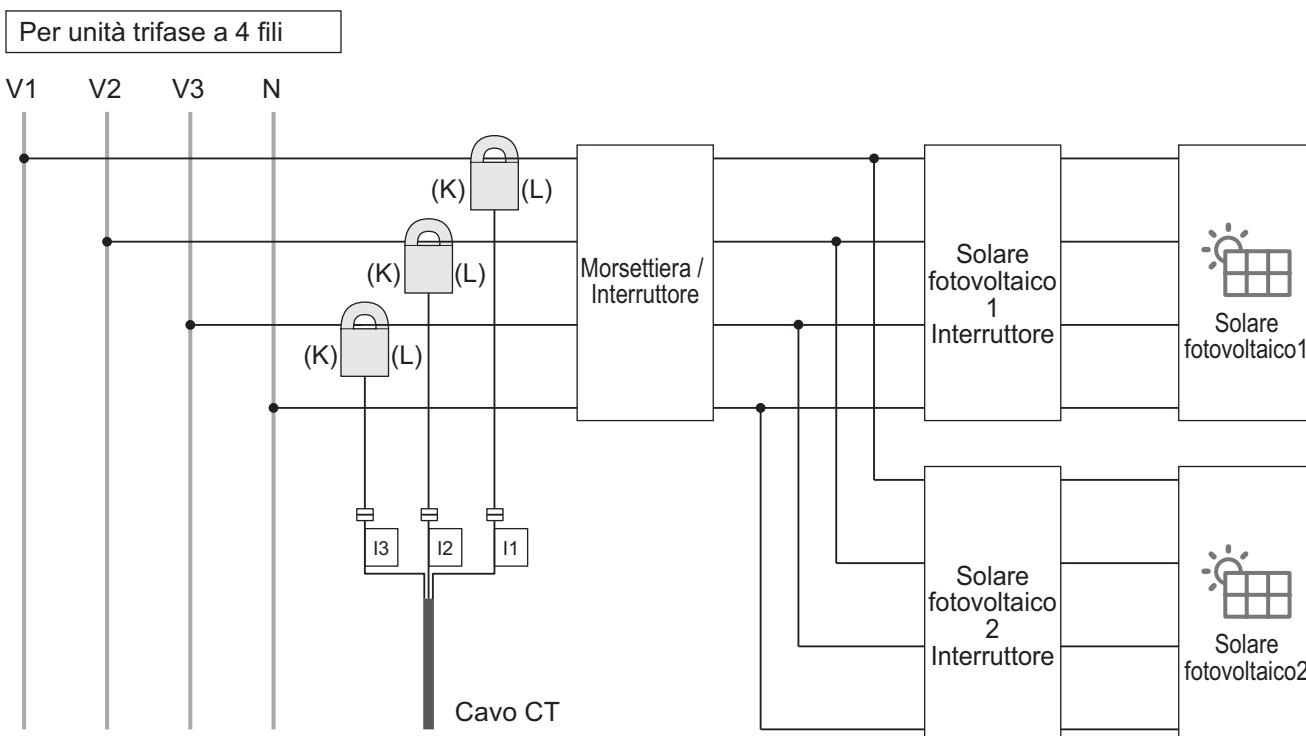 Per unità trifase a 4 fili
V1 V2 V3 N
(K) (L)
(K) (L)
(K) (L)
Morsettiera /
Interruttore
Solare
fotovoltaico
1
Interruttore
Solare
fotovoltaico1
I3 I2 I1
Cavo CT
Solare
fotovoltaico
2
Interruttore
Solare
fotovoltaico2